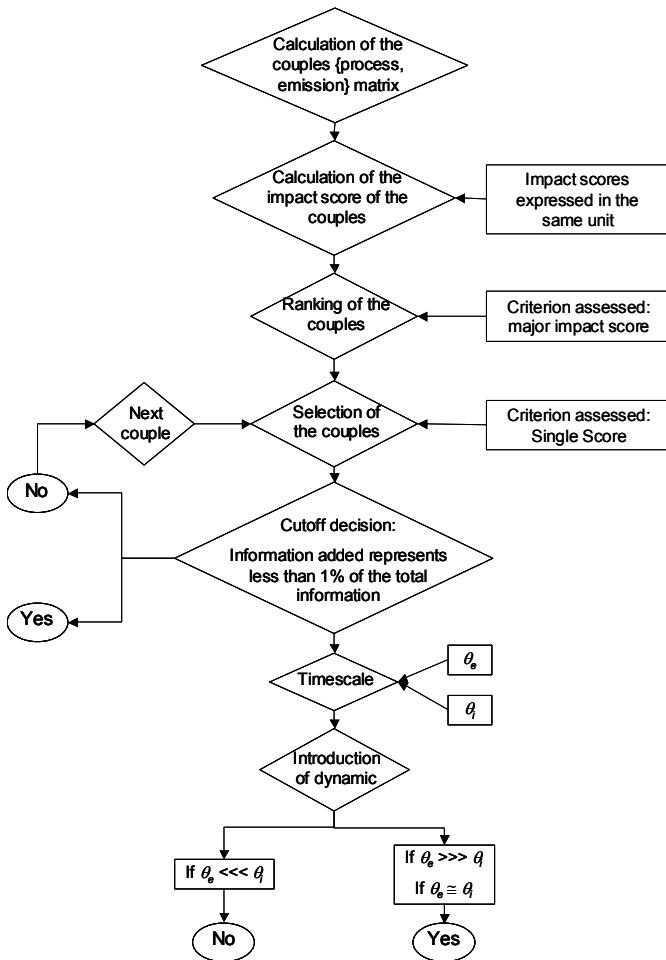 Calculation of the
couples {process,
emission} matrix
Calculation of the
impact score of the
couples
Impact scores
expressed in the
same unit
Ranking of the
couples
Criterion assessed:
major impact score
Next
couple
Selection of
the couples
Criterion assessed:
Single Score
No
Cutoff decision:
Information added represents
less than 1% of the total
information
Yes
Timescale
θe
θi
Introduction
of dynamic
If θe <<< θi
If θe >>> θi
If θe ≅ θi
No
Yes